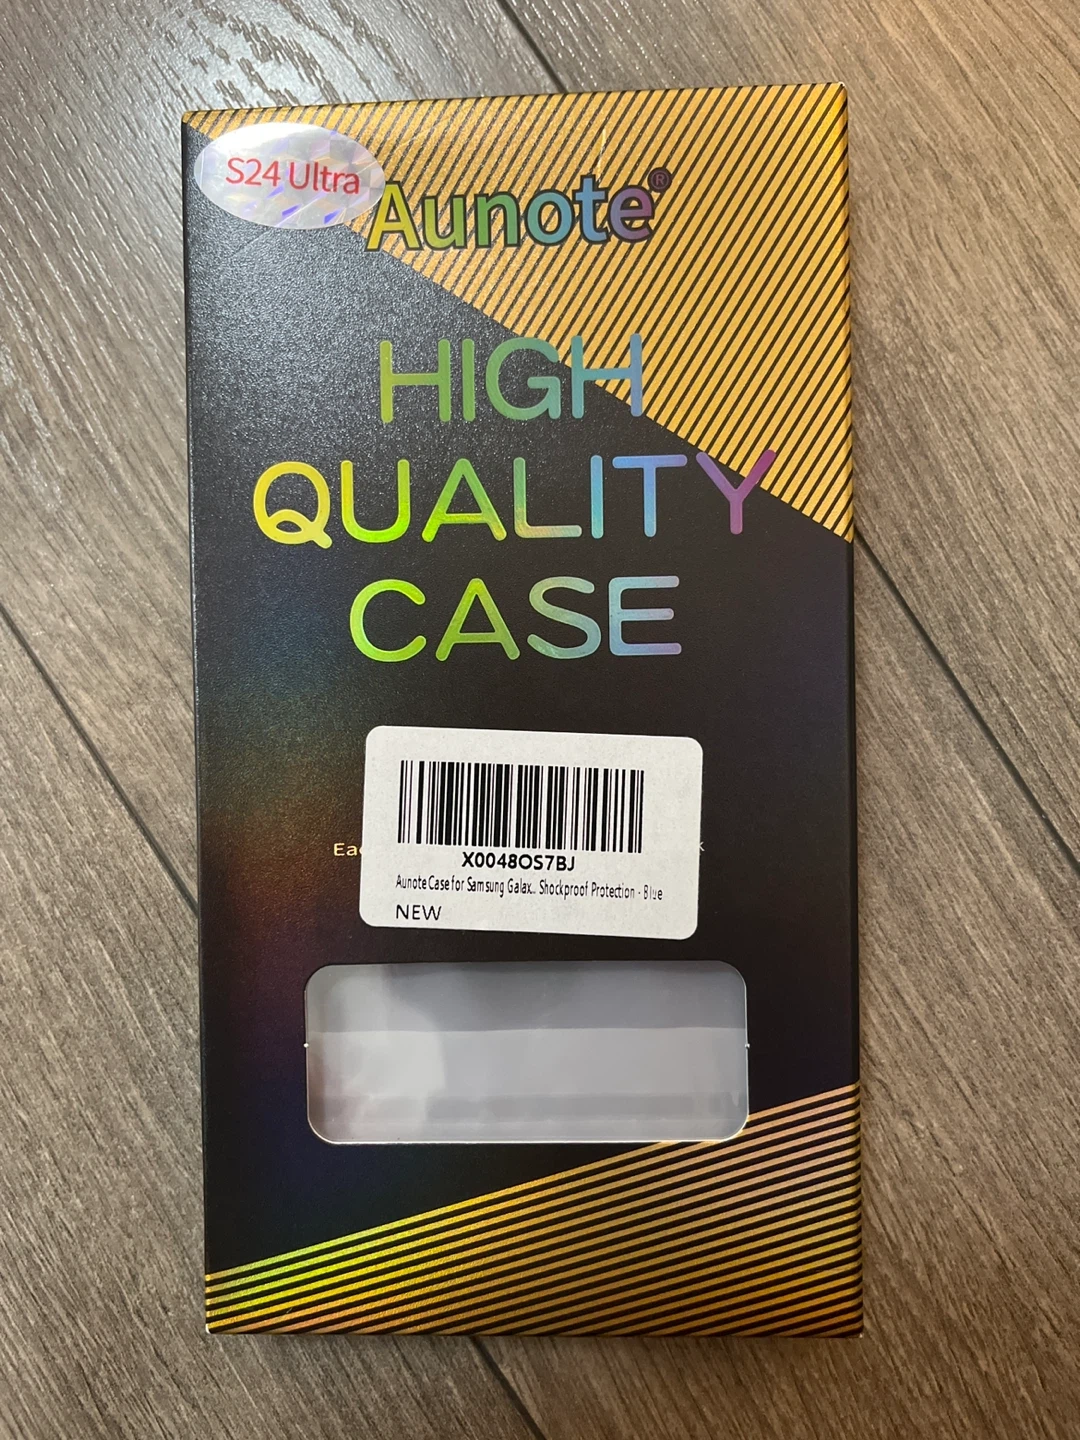 S24 Ultra
Aunote®
HIGH
QUALITY
CASE
X0048OS7BJ
Aunote Case for Samsung Galax... Shockproof Protection - Blue
NEW